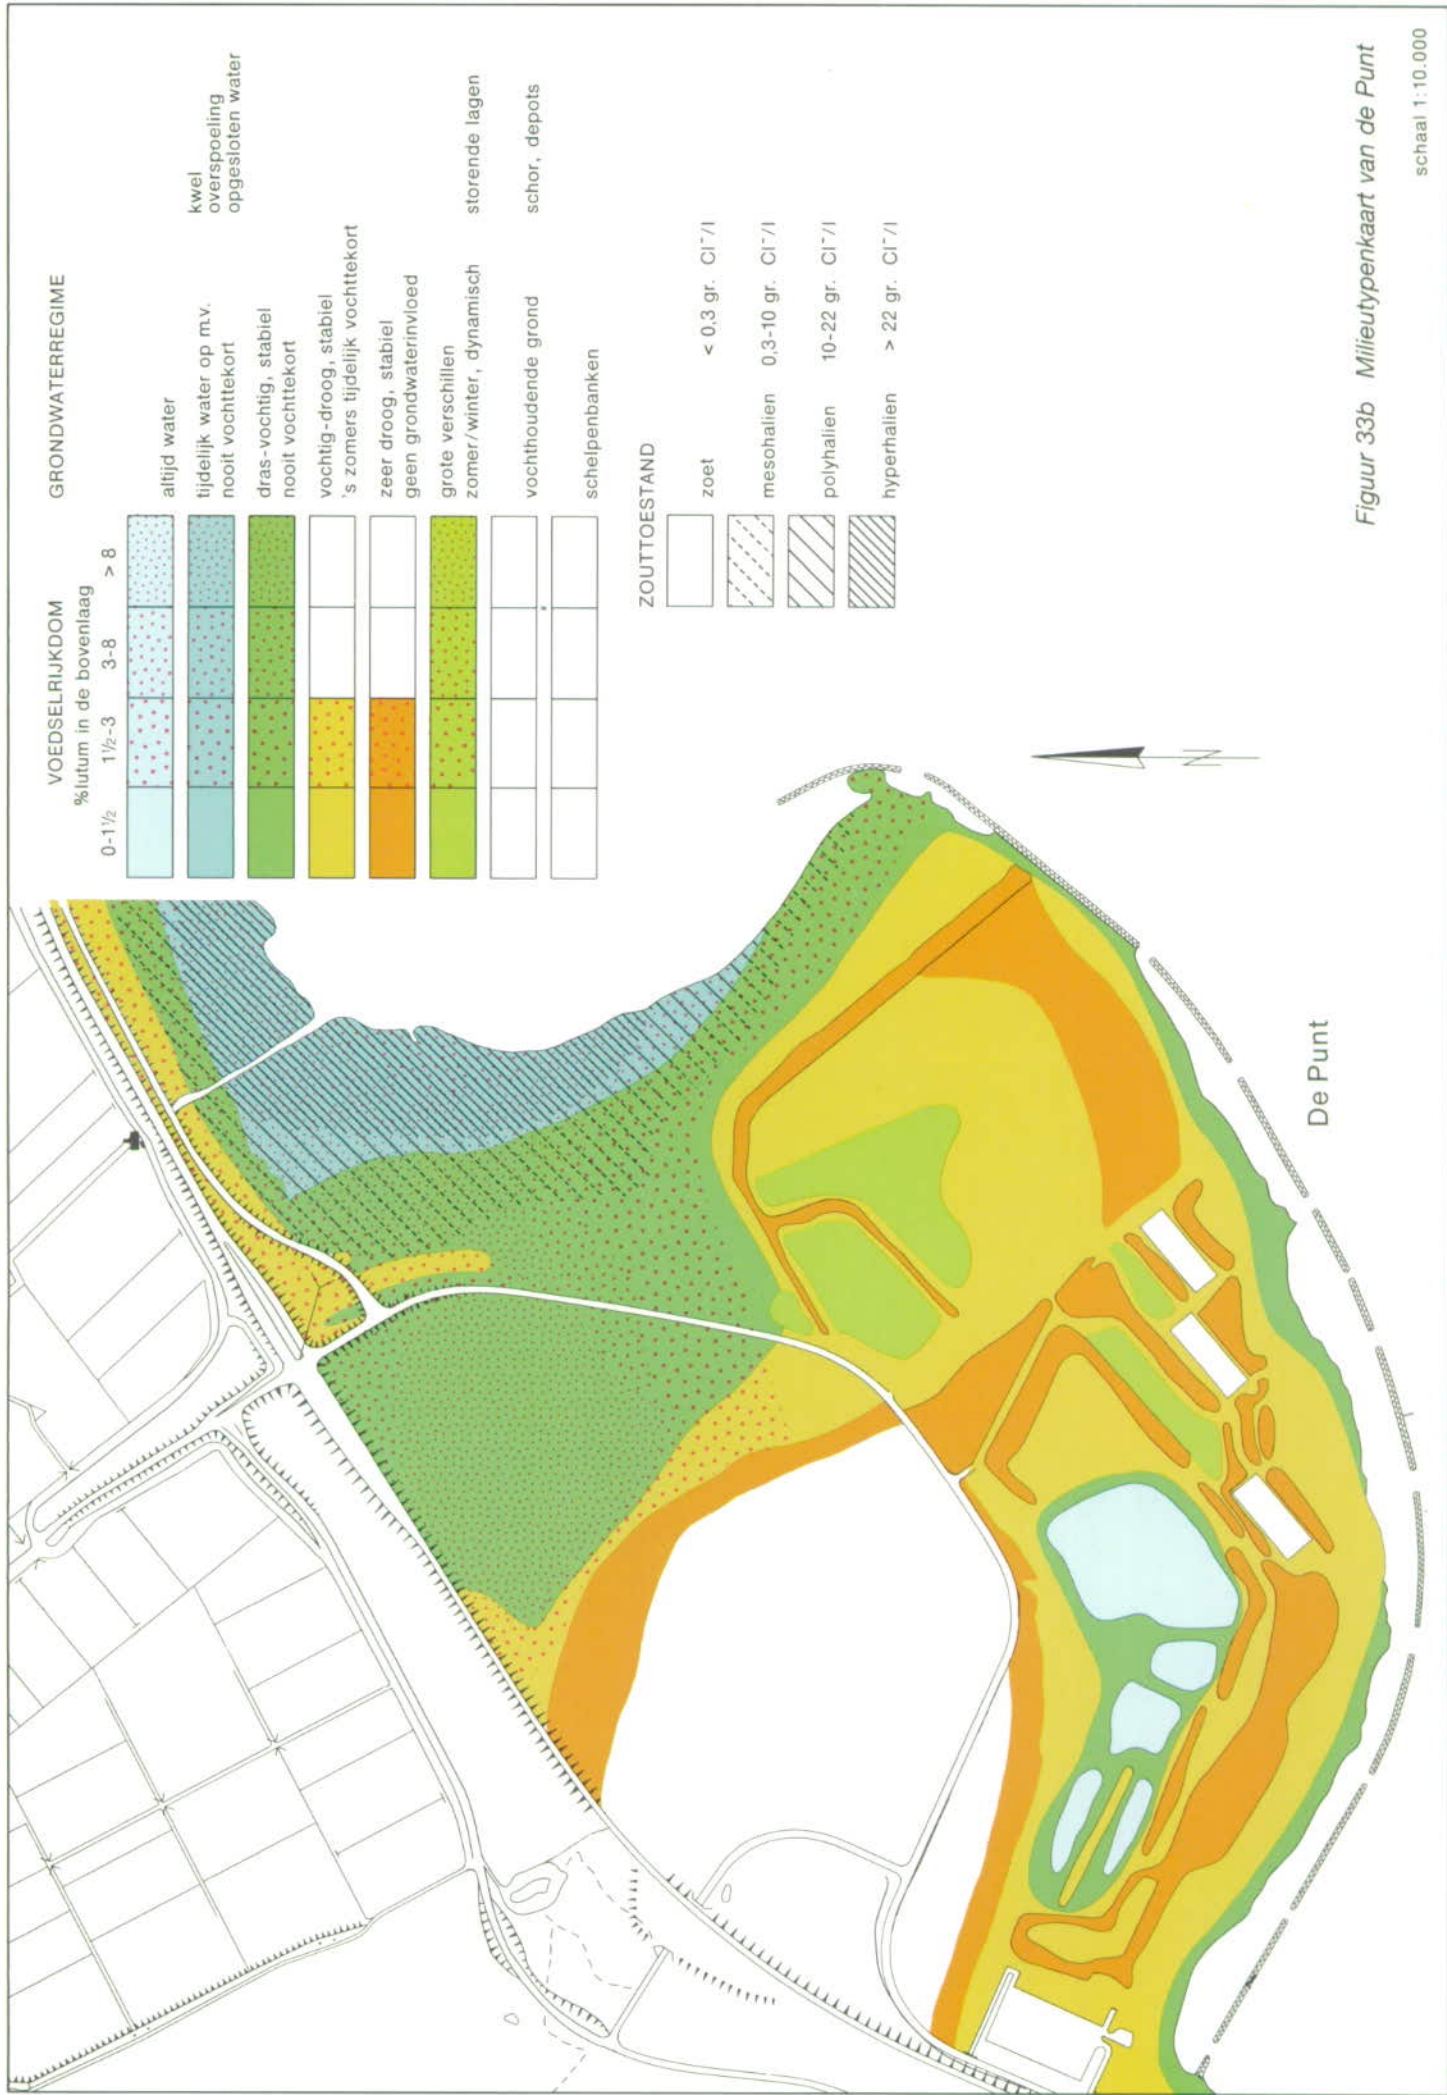 VOEDSELRIJKDOM
%lutum in de bovenlaag
0-1½ 1½-3 3-8 > 8
GRONDWATERREGIME
altijd water
tijdelijk water op m.v.
nooit vochttekort
kwel
overspoeling
opgesloten water
dras-vochtig, stabiel
nooit vochttekort
vochtig-droog, stabiel
's zomers tijdelijk vochttekort
zeer droog, stabiel
geen grondwaterinvloed
grote verschillen
zomer/winter, dynamisch
storende lagen
vochthoudende grond
schor, depots
schelpenbanken
ZOUTTOESTAND
zoet < 0,3 gr. Cl⁻/l
mesohalien 0,3-10 gr. Cl⁻/l
polyhalien 10-22 gr. Cl⁻/l
hyperhalien > 22 gr. Cl⁻/l
N
De Punt
Figuur 33b Milieutypenkaart van de Punt
schaal 1:10.000